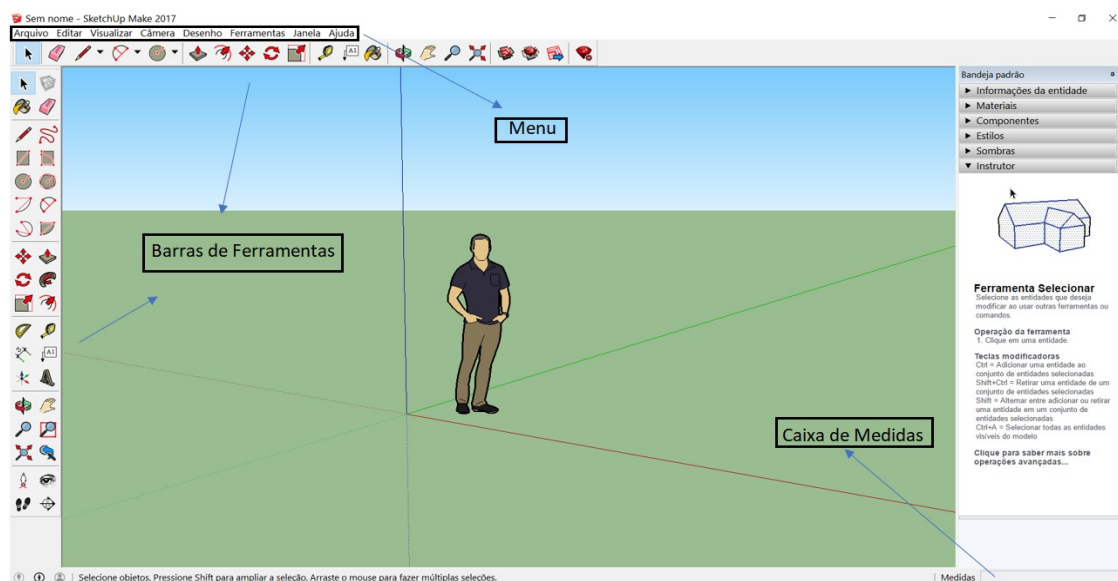 Sem nome - SketchUp Make 2017
Arquivo Editar Visualizar Câmera Desenho Ferramentas Janela Ajuda
A1
Menu
Barras de Ferramentas
A1
Caixa de Medidas
Bandeja padrão
Informações da entidade
Materiais
Componentes
Estilos
Sombras
Instrutor
Ferramenta Selecionar
Selecione as entidades que deseja
modificar ao usar outras ferramentas ou
comandos.
Operação da ferramenta
1. Clique em uma entidade.
Teclas modificadoras
Ctrl = Adicionar uma entidade ao
conjunto de entidades selecionadas
Shift+Ctrl = Retirar uma entidade de um
conjunto de entidades selecionadas
Shift = Alternar entre adicionar ou retirar
uma entidade em um conjunto de
entidades selecionadas
Ctrl+A = Selecionar todas as entidades
visíveis do modelo
Clique para saber mais sobre
operações avançadas...
Selecione objetos. Pressione Shift para ampliar a seleção. Arraste o mouse para fazer múltiplas seleções.
Medidas